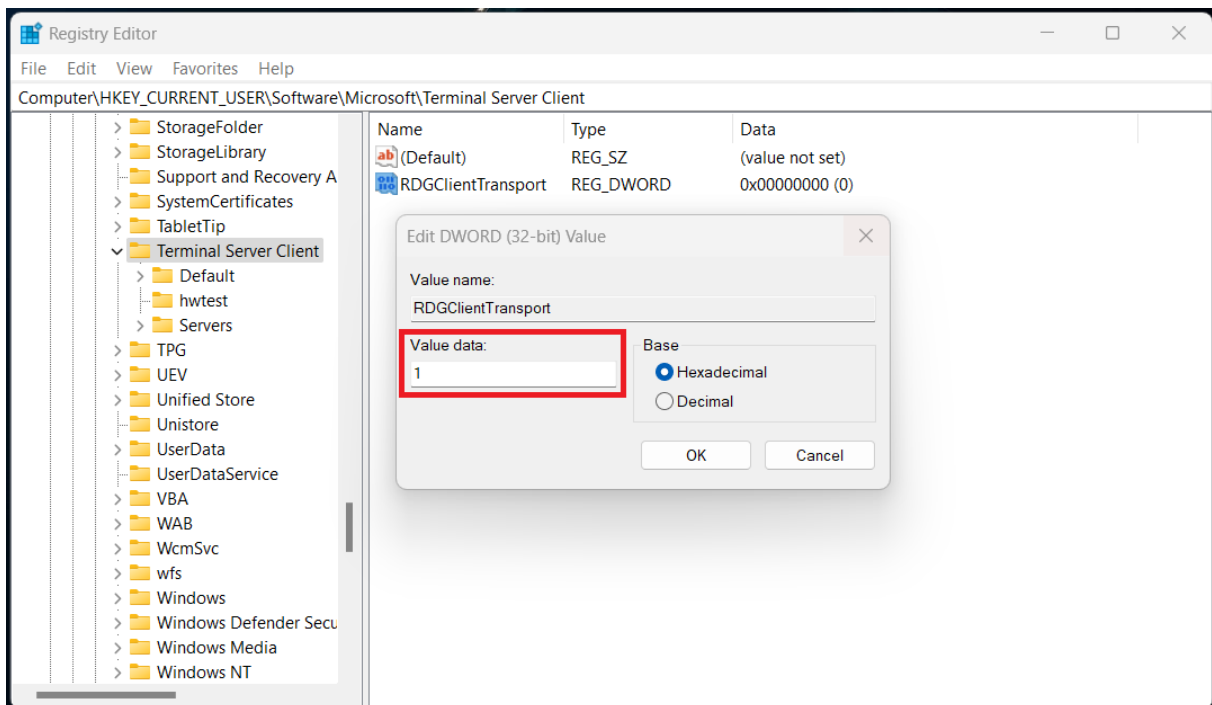 Registry Editor
File Edit View Favorites Help
Computer\HKEY_CURRENT_USER\Software\Microsoft\Terminal Server Client
StorageFolder
StorageLibrary
Support and Recovery A
SystemCertificates
TabletTip
Terminal Server Client
Default
hwtest
Servers
TPG
UEV
Unified Store
Unistore
UserData
UserDataService
VBA
WAB
WcmSvc
wfs
Windows
Windows Defender Secu
Windows Media
Windows NT
Name Type Data
ab (Default) REG_SZ (value not set)
RDGClientTransport REG_DWORD 0x00000000 (0)
Edit DWORD (32-bit) Value
Value name:
RDGClientTransport
Value data:
1
Base
Hexadecimal
Decimal
OK Cancel